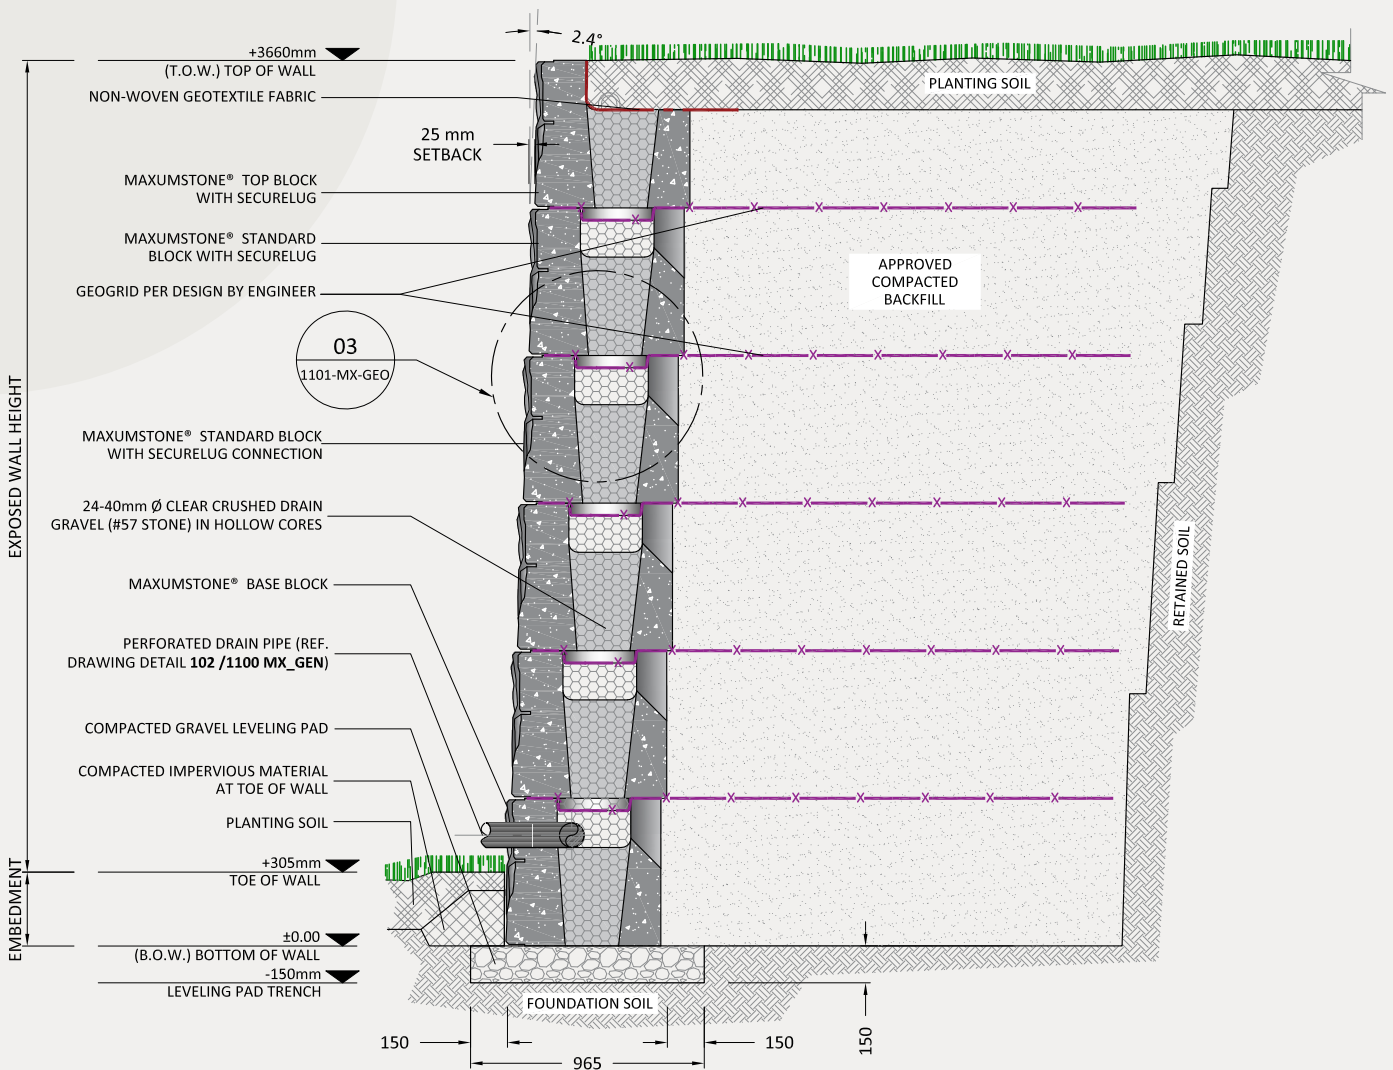 2.4°
+3660mm
(T.O.W.) TOP OF WALL
NON-WOVEN GEOTEXTILE FABRIC
PLANTING SOIL
25 mm
SETBACK
MAXUMSTONE® TOP BLOCK
WITH SECURELUG
MAXUMSTONE® STANDARD
BLOCK WITH SECURELUG
GEOGRID PER DESIGN BY ENGINEER
APPROVED
COMPACTED
BACKFILL
03
1101-MX-GEO
EXPOSED WALL HEIGHT
MAXUMSTONE® STANDARD BLOCK
WITH SECURELUG CONNECTION
24-40mm Ø CLEAR CRUSHED DRAIN
GRAVEL (#57 STONE) IN HOLLOW CORES
RETAINED SOIL
MAXUMSTONE® BASE BLOCK
PERFORATED DRAIN PIPE (REF.
DRAWING DETAIL 102 /1100 MX_GEN)
COMPACTED GRAVEL LEVELING PAD
COMPACTED IMPERVIOUS MATERIAL
AT TOE OF WALL
PLANTING SOIL
+305mm
TOE OF WALL
EMBEDMENT
±0.00
(B.O.W.) BOTTOM OF WALL
-150mm
LEVELING PAD TRENCH
FOUNDATION SOIL
150
150
150
965